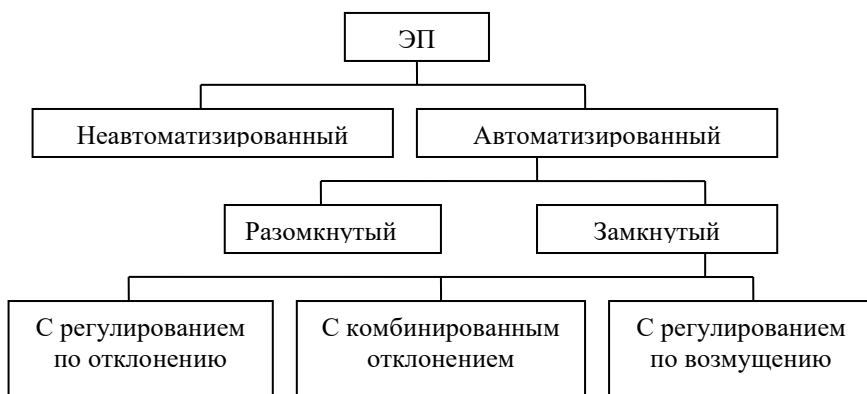 ЭП
Неавтоматизированный
Автоматизированный
Разомкнутый
Замкнутый
С регулированием
по отклонению
С комбинированным
отклонением
С регулированием
по возмущению